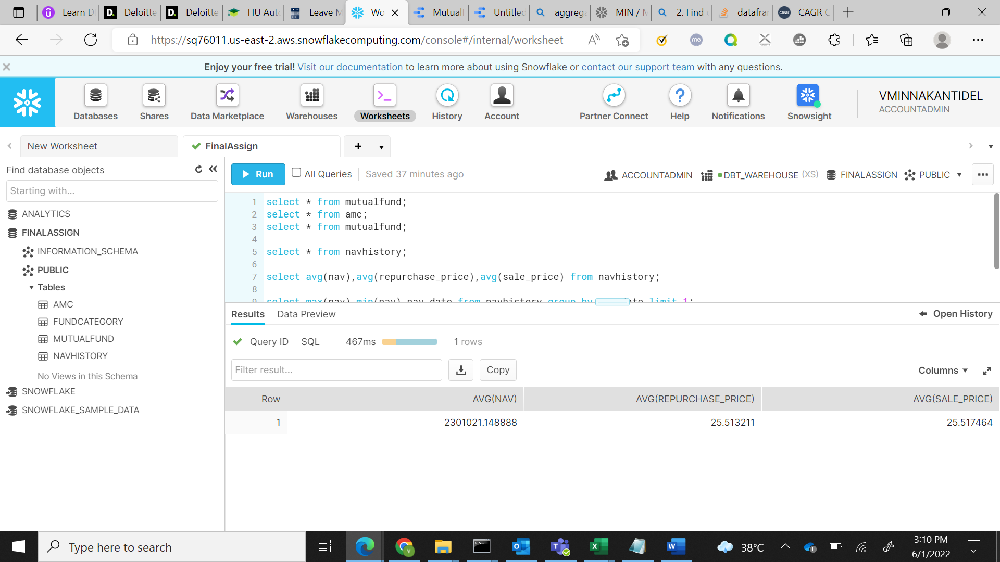 Learn D
Deloitte
Deloitte
HU Aut
Leave M
Wo
MutualF
Untitled
aggrega
MIN / M
2. Find
datafrar
CAGR C
https://sq76011.us-east-2.aws.snowflakecomputing.com/console#/internal/worksheet
Enjoy your free trial! Visit our documentation to learn more about using Snowflake or contact our support team with any questions.
Databases
Shares
Data Marketplace
Warehouses
Worksheets
History
Account
Partner Connect
Help
Notifications
Snowsight
VMINNAKANTIDEL
ACCOUNTADMIN
New Worksheet
FinalAssign
Find database objects
Starting with...
ANALYTICS
FINALASSIGN
INFORMATION_SCHEMA
PUBLIC
Tables
AMC
FUNDCATEGORY
MUTUALFUND
NAVHISTORY
No Views in this Schema
SNOWFLAKE
SNOWFLAKE_SAMPLE_DATA
Run
All Queries
Saved 37 minutes ago
ACCOUNTADMIN
DBT_WAREHOUSE (XS)
FINALASSIGN
PUBLIC
1 select * from mutualfund;
2 select * from amc;
3 select * from mutualfund;
4
5 select * from navhistory;
6
7 select avg(nav),avg(repurchase_price),avg(sale_price) from navhistory;
8
9 select max(nav),min(nav),nav_date from navhistory group by limit 1;
Results
Data Preview
Open History
Query ID
SQL
467ms
1 rows
Filter result...
Copy
Columns
Row AVG(NAV) AVG(REPURCHASE_PRICE) AVG(SALE_PRICE)
1 2301021.148888 25.513211 25.517464
Type here to search
38°C
3:10 PM
6/1/2022